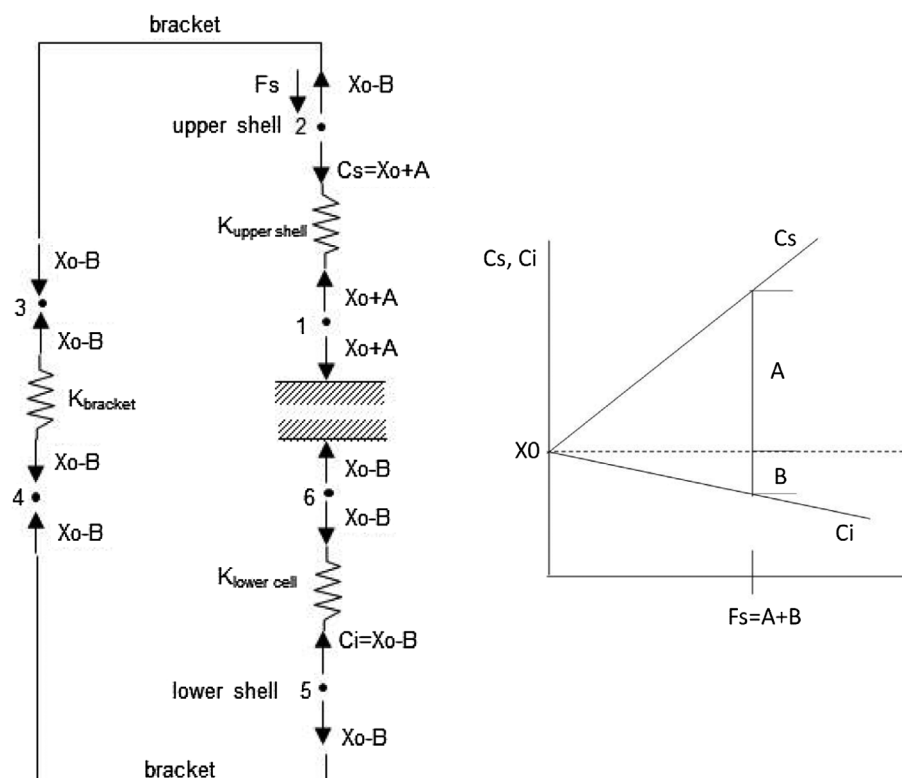 bracket
Fs
Xo-B
upper shell 2
Cs=Xo+A
Kupper shell
Xo-B
3
Xo-B
Xo+A
1
Xo+A
Kbracket
Xo-B
4
Xo-B
Xo-B
6
Xo-B
Klower cell
Ci=Xo-B
lower shell 5
Xo-B
bracket
Cs, Ci
Cs
A
X0
B
Ci
Fs=A+B